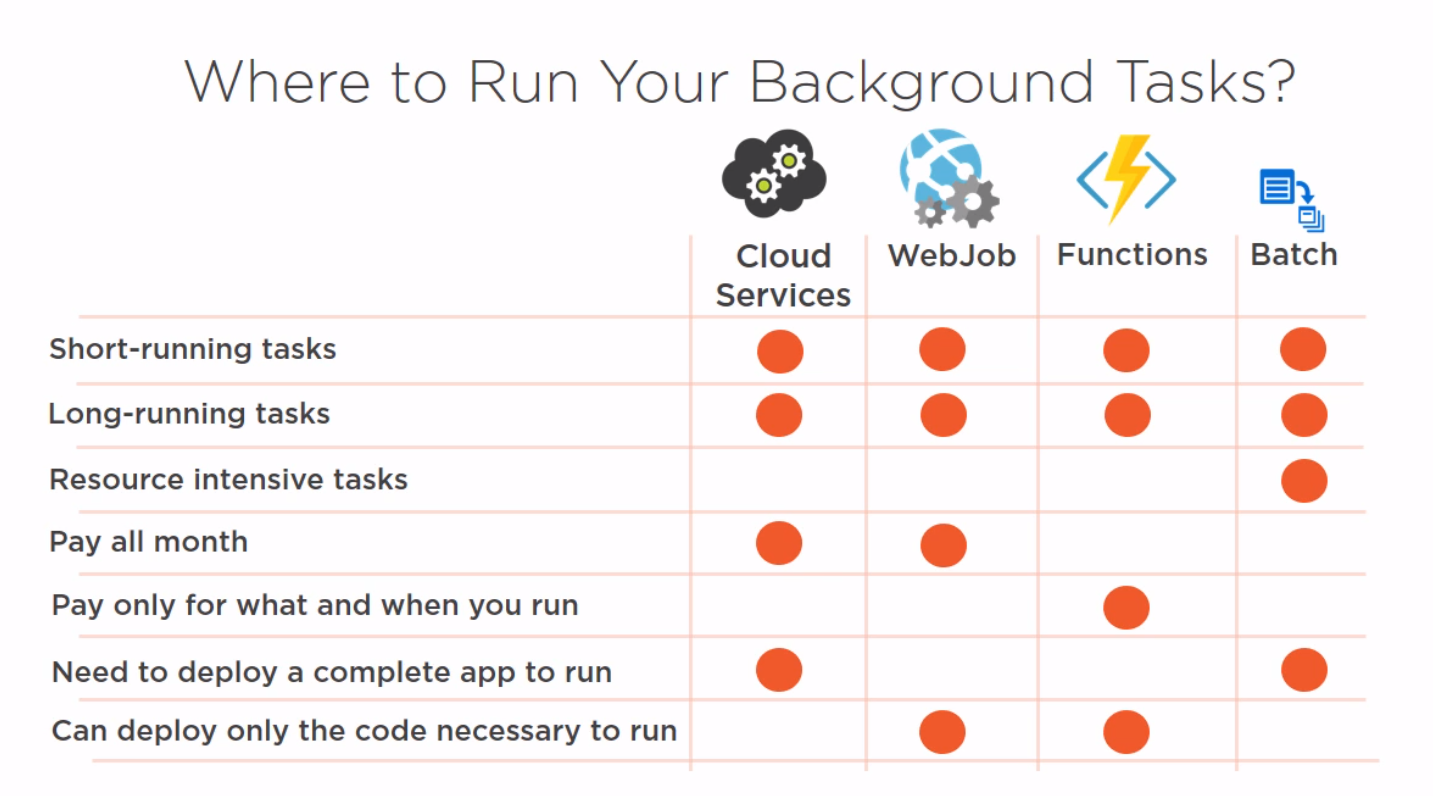 Where to Run Your Background Tasks?
Cloud Services
WebJob
Functions
Batch
Short-running tasks
Long-running tasks
Resource intensive tasks
Pay all month
Pay only for what and when you run
Need to deploy a complete app to run
Can deploy only the code necessary to run